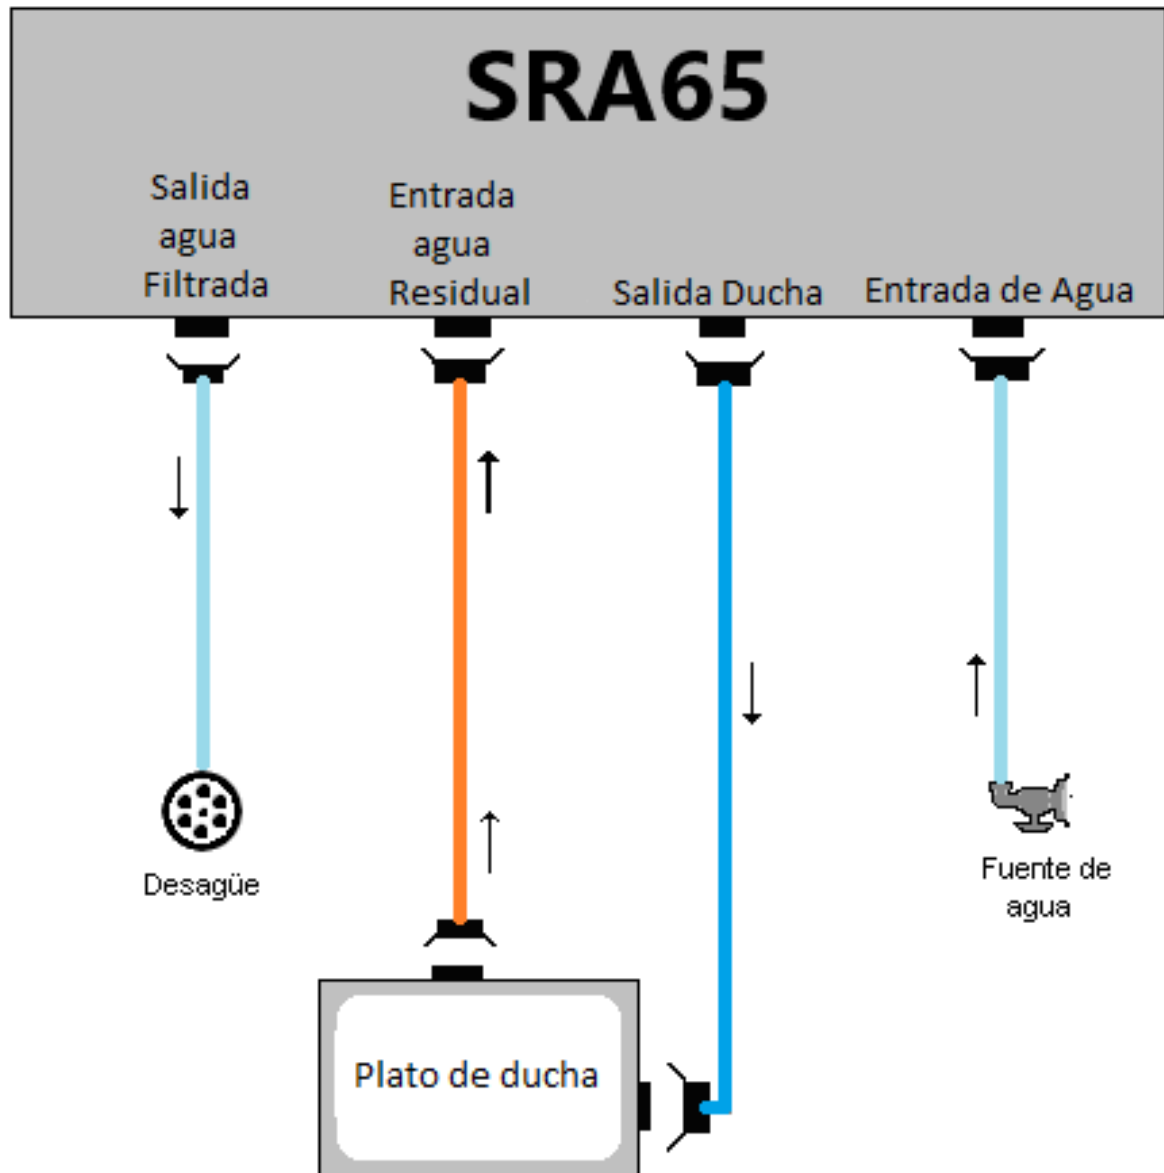 SRA65
Salida
agua
Filtrada
Entrada
agua
Residual
Salida Ducha
Entrada de Agua
Desagüe
Fuente de
agua
Plato de ducha